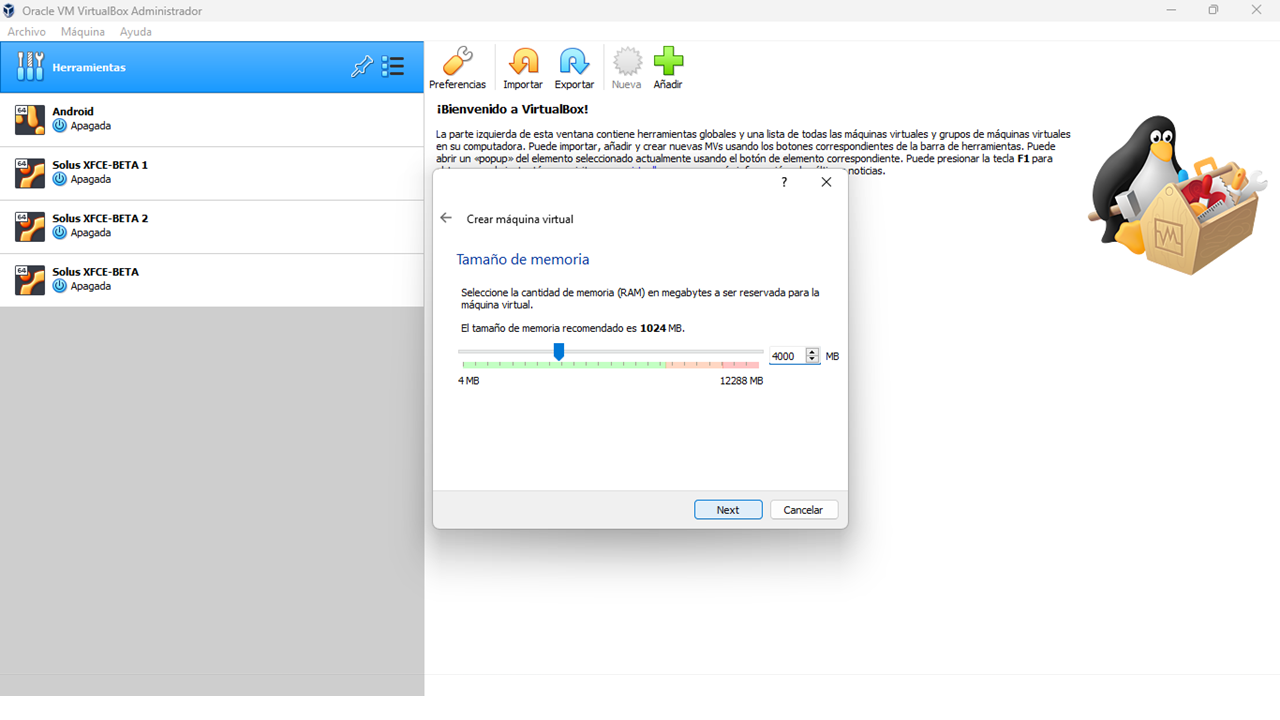 Oracle VM VirtualBox Administrador
Archivo Máquina Ayuda
Herramientas
Preferencias Importar Exportar Nueva Añadir
64 Android
Apagada
64 Solus XFCE-BETA 1
Apagada
64 Solus XFCE-BETA 2
Apagada
64 Solus XFCE-BETA
Apagada
¡Bienvenido a VirtualBox!
La parte izquierda de esta ventana contiene herramientas globales y una lista de todas las máquinas virtuales y grupos de máquinas virtuales
en su computadora. Puede importar, añadir y crear nuevas MVs usando los botones correspondientes de la barra de herramientas. Puede
abrir un «popup» del elemento seleccionado actualmente usando el botón de elemento correspondiente. Puede presionar la tecla F1 para
noticias.
?
Crear máquina virtual
Tamaño de memoria
Seleccione la cantidad de memoria (RAM) en megabytes a ser reservada para la
máquina virtual.
El tamaño de memoria recomendado es 1024 MB.
4000 MB
4 MB 12288 MB
Next Cancelar